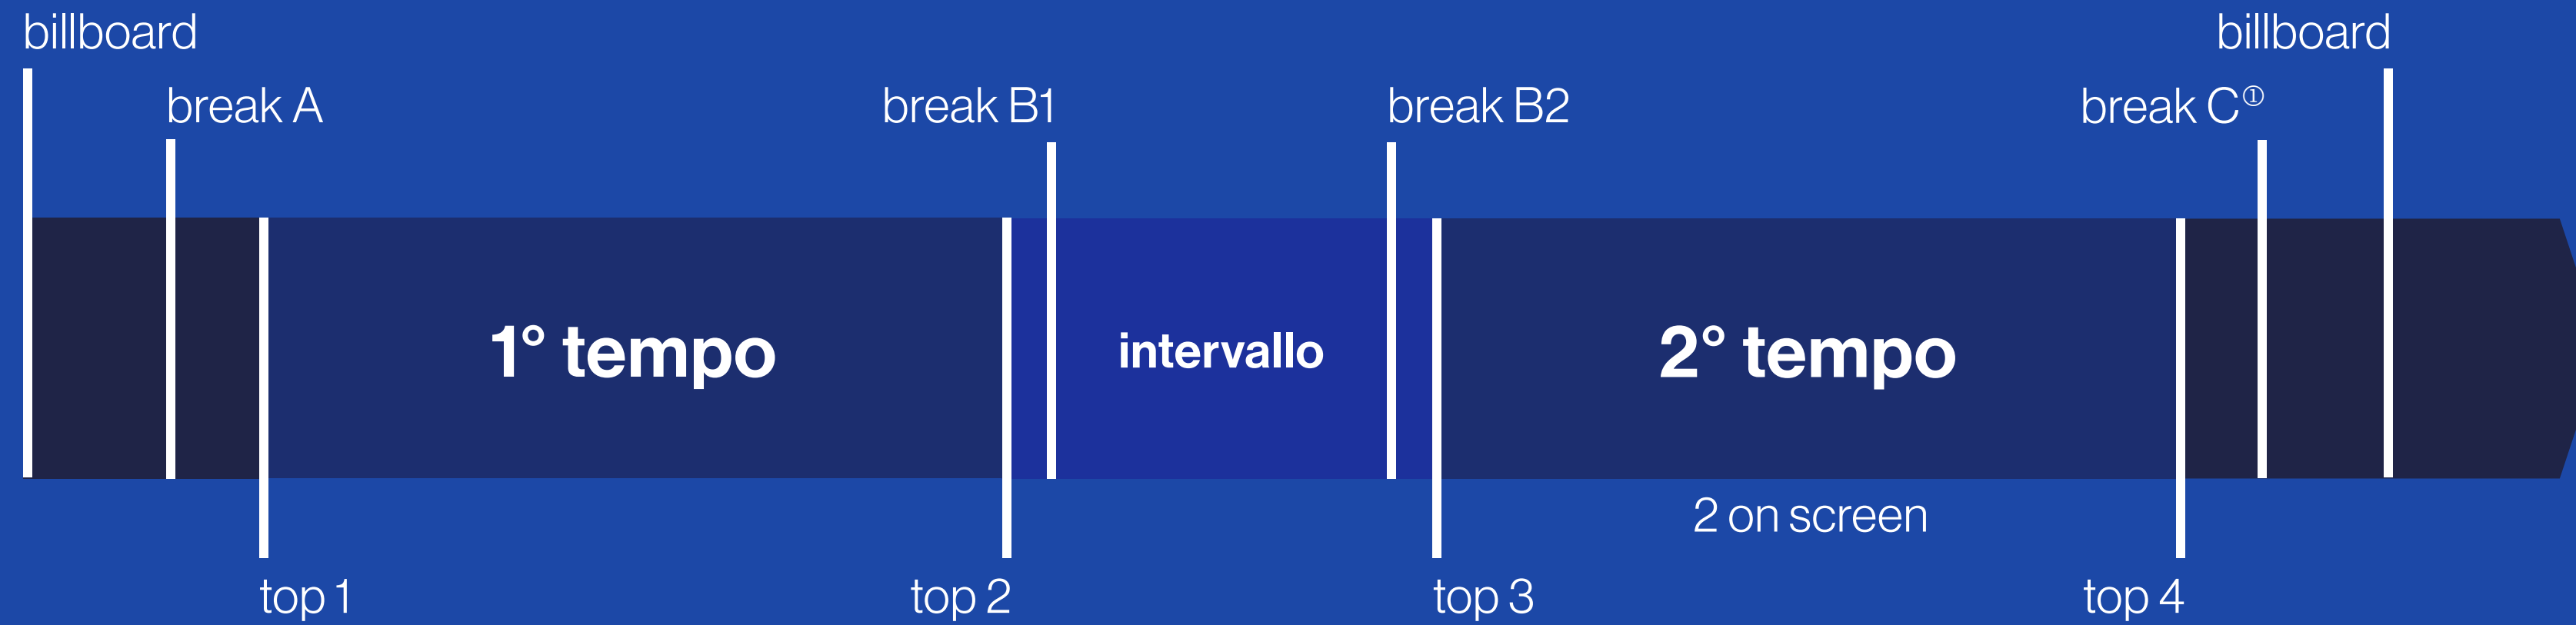 billboard
billboard
break A
break B1
break B2
break C①
1° tempo
intervallo
2° tempo
2 on screen
top 1
top 2
top 3
top 4